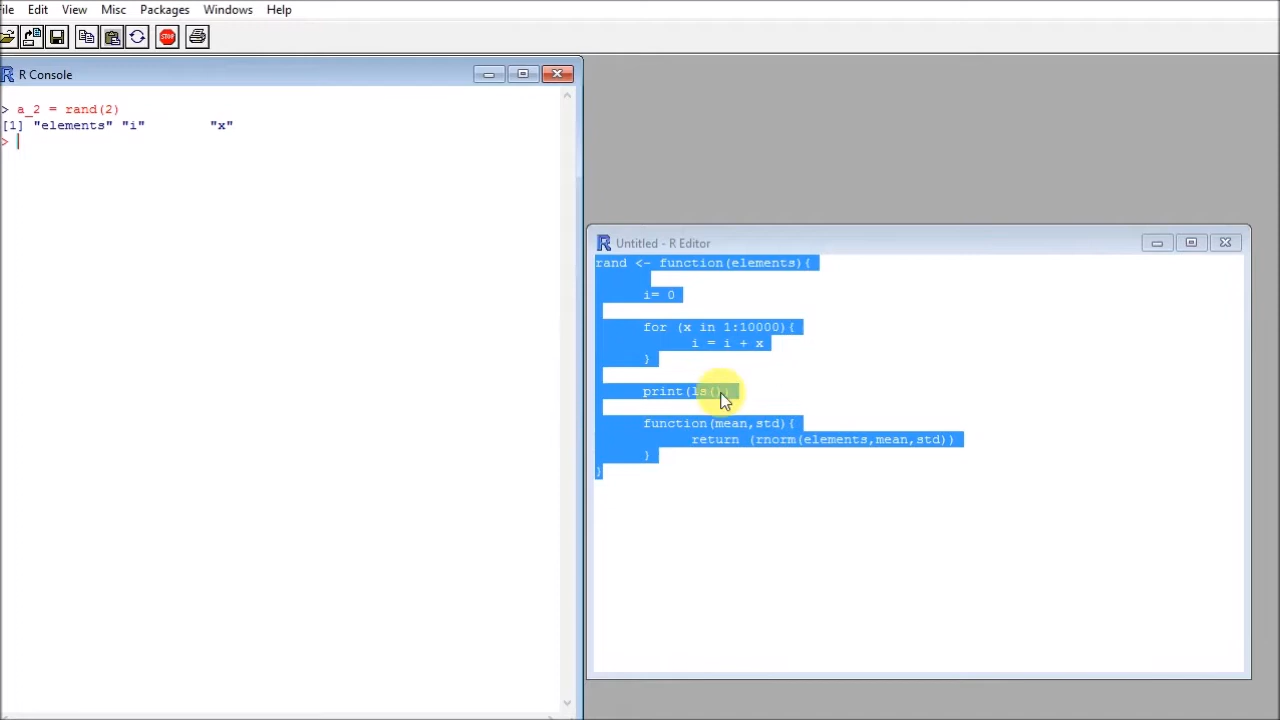 ile Edit View Misc Packages Windows Help
STOP
R Console
> a_2 = rand(2)
[1] "elements" "i" "x"
>
Untitled - R Editor
rand <- function(elements){
i= 0
for (x in 1:10000){
i = i + x
}
print(ls());
function(mean,std){
return (rnorm(elements,mean,std))
}
}